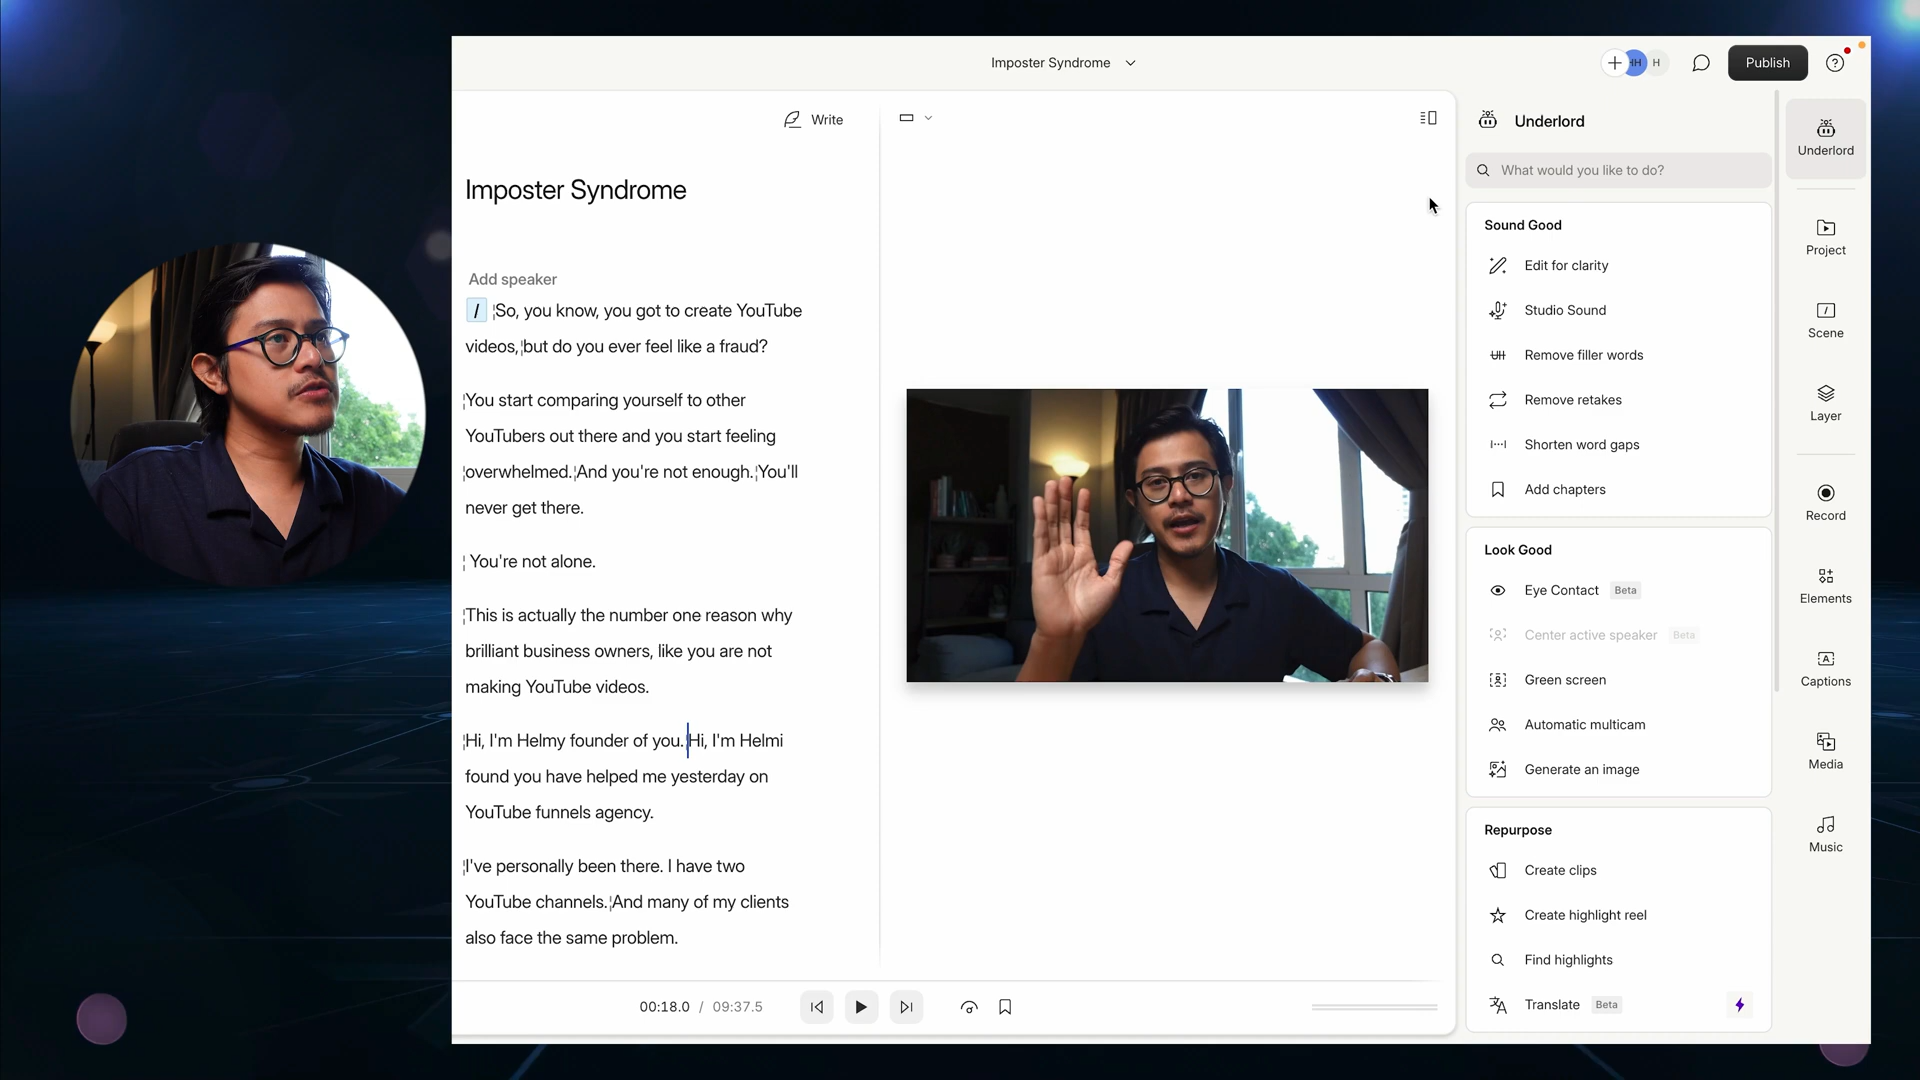 Imposter Syndrome
HH
H
Publish
?
Write
Imposter Syndrome
Add speaker
/ So, you know, you got to create YouTube
videos, but do you ever feel like a fraud?
You start comparing yourself to other
YouTubers out there and you start feeling
overwhelmed. And you're not enough. You'll
never get there.
You're not alone.
This is actually the number one reason why
brilliant business owners, like you are not
making YouTube videos.
Hi, I'm Helmy founder of you. Hi, I'm Helmi
found you have helped me yesterday on
YouTube funnels agency.
I've personally been there. I have two
YouTube channels. And many of my clients
also face the same problem.
00:18.0 / 09:37.5
Underlord
What would you like to do?
Sound Good
Edit for clarity
Studio Sound
Remove filler words
Remove retakes
Shorten word gaps
Add chapters
Look Good
Eye Contact Beta
Center active speaker Beta
Green screen
Automatic multicam
Generate an image
Repurpose
Create clips
Create highlight reel
Find highlights
Translate Beta
Underlord
Project
Scene
Layer
Record
Elements
Captions
Media
Music